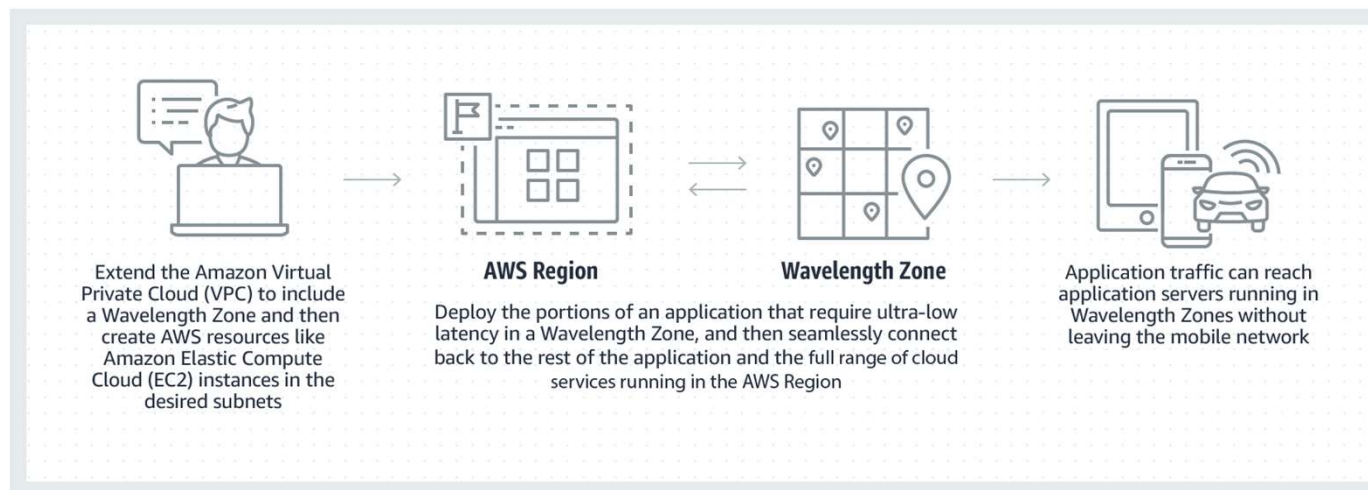 Extend the Amazon Virtual
Private Cloud (VPC) to include
a Wavelength Zone and then
create AWS resources like
Amazon Elastic Compute
Cloud (EC2) instances in the
desired subnets
AWS Region
Wavelength Zone
Deploy the portions of an application that require ultra-low
latency in a Wavelength Zone, and then seamlessly connect
back to the rest of the application and the full range of cloud
services running in the AWS Region
Application traffic can reach
application servers running in
Wavelength Zones without
leaving the mobile network